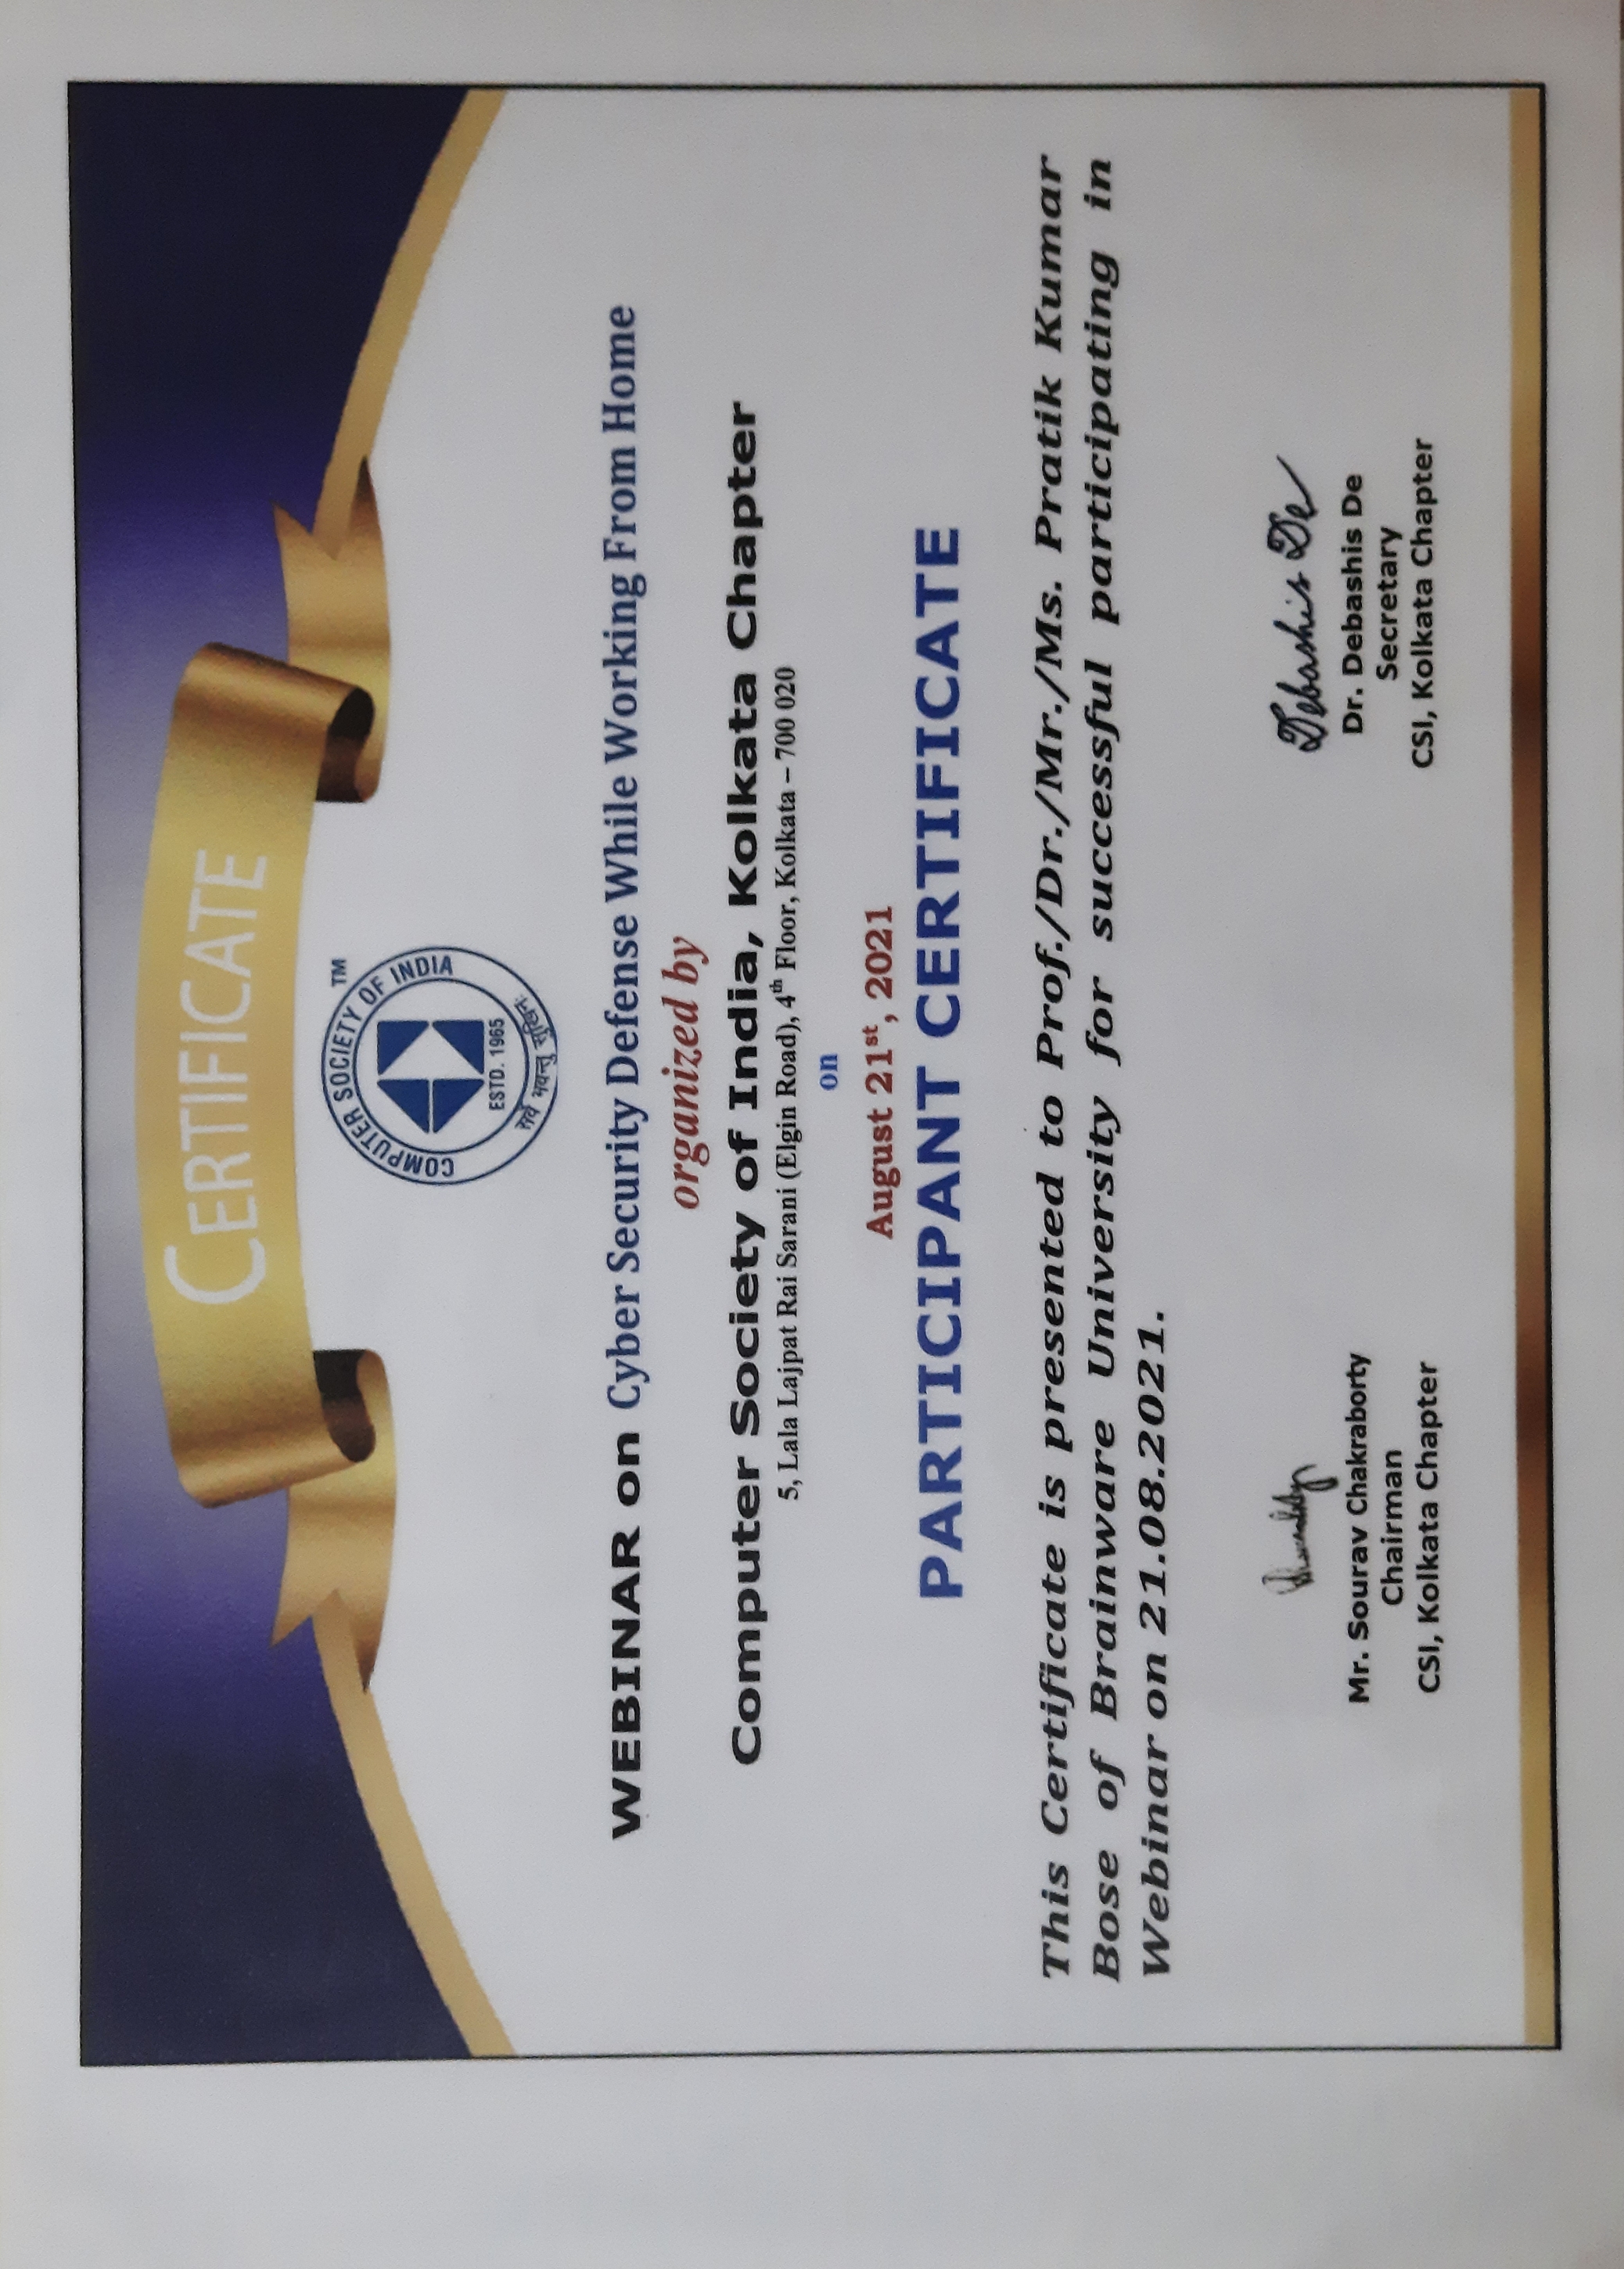 CERTIFICATE
COMPUTER SOCIETY OF INDIA
TM
ESTD. 1965
सर्वे भवन्तु सुखिनः
WEBINAR on Cyber Security Defense While Working From Home
organized by
Computer Society of India, Kolkata Chapter
5, Lala Lajpat Rai Sarani (Elgin Road), 4th Floor, Kolkata – 700 020
on
August 21st, 2021
PARTICIPANT CERTIFICATE
This Certificate is presented to Prof./Dr./Mr./Ms. Pratik Kumar
Bose of Brainware University for successful participating in
Webinar on 21.08.2021.
Debashis De
Mr. Sourav Chakraborty
Chairman
CSI, Kolkata Chapter
Dr. Debashis De
Secretary
CSI, Kolkata Chapter